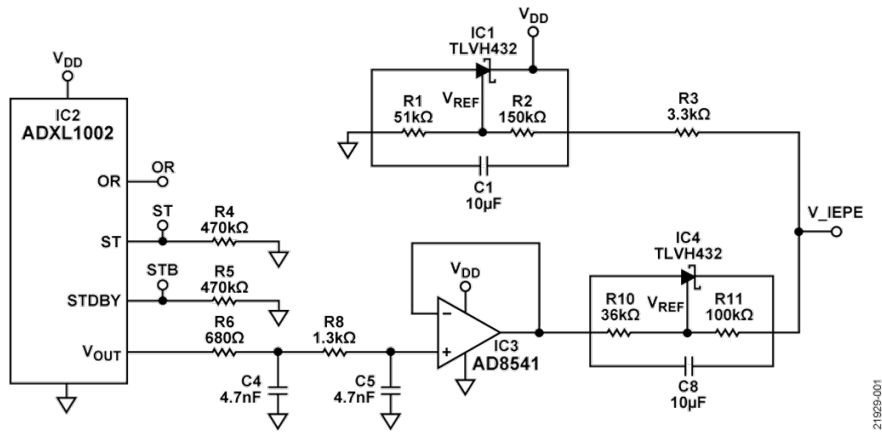 IC1
TLVH432
VDD
VDD
IC2
ADXL1002
VREF
R1
51kΩ
R2
150kΩ
R3
3.3kΩ
C1
10µF
OR
OR
ST
ST
R4
470kΩ
STB
STDBY
R5
470kΩ
VOUT
R6
680Ω
R8
1.3kΩ
C4
4.7nF
C5
4.7nF
VDD
−
+
IC3
AD8541
IC4
TLVH432
V_IEPE
R10
36kΩ
VREF
R11
100kΩ
C8
10µF
21929-001